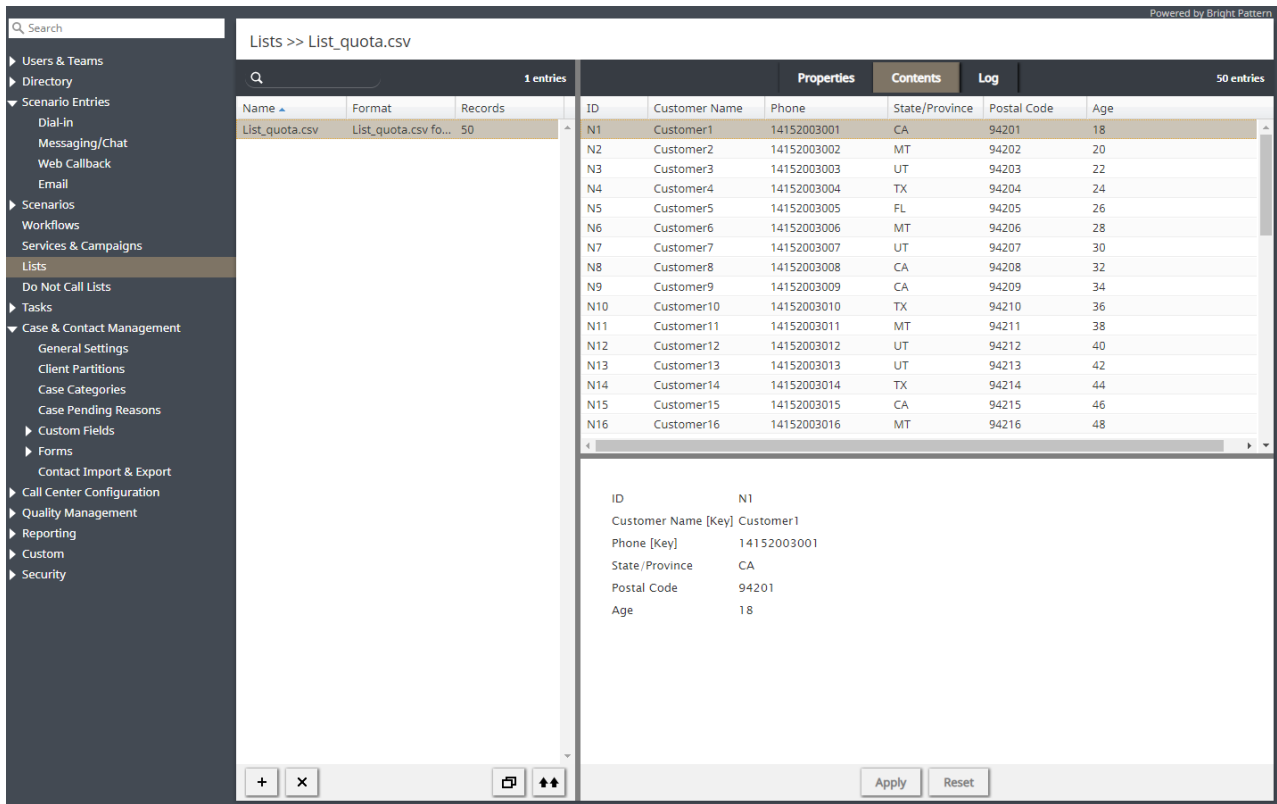 Powered by Bright Pattern
Search
Users & Teams
Directory
Scenario Entries
Dial-in
Messaging/Chat
Web Callback
Email
Scenarios
Workflows
Services & Campaigns
Lists
Do Not Call Lists
Tasks
Case & Contact Management
General Settings
Client Partitions
Case Categories
Case Pending Reasons
Custom Fields
Forms
Contact Import & Export
Call Center Configuration
Quality Management
Reporting
Custom
Security
Lists >> List_quota.csv
1 entries
Name Format Records
List_quota.csv List_quota.csv fo... 50
Properties Contents Log 50 entries
ID Customer Name Phone State/Province Postal Code Age
N1 Customer1 14152003001 CA 94201 18
N2 Customer2 14152003002 MT 94202 20
N3 Customer3 14152003003 UT 94203 22
N4 Customer4 14152003004 TX 94204 24
N5 Customer5 14152003005 FL 94205 26
N6 Customer6 14152003006 MT 94206 28
N7 Customer7 14152003007 UT 94207 30
N8 Customer8 14152003008 CA 94208 32
N9 Customer9 14152003009 CA 94209 34
N10 Customer10 14152003010 TX 94210 36
N11 Customer11 14152003011 MT 94211 38
N12 Customer12 14152003012 UT 94212 40
N13 Customer13 14152003013 UT 94213 42
N14 Customer14 14152003014 TX 94214 44
N15 Customer15 14152003015 CA 94215 46
N16 Customer16 14152003016 MT 94216 48
ID N1
Customer Name [Key] Customer1
Phone [Key] 14152003001
State/Province CA
Postal Code 94201
Age 18
Apply Reset